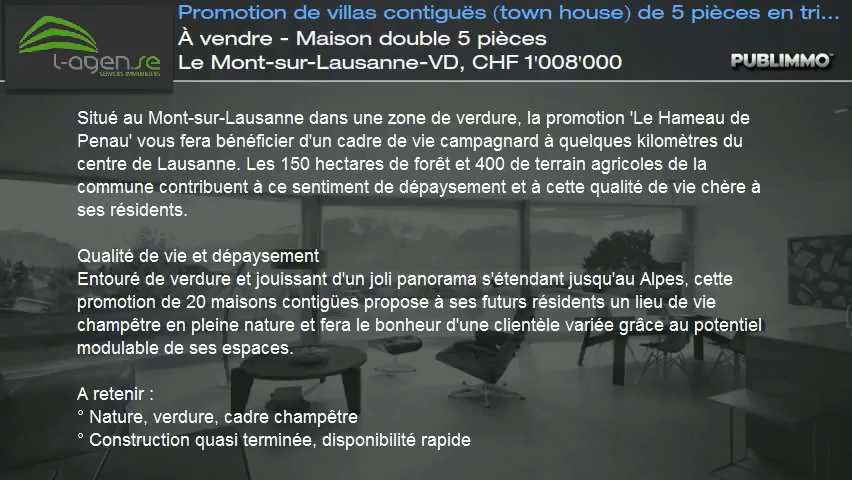 Promotion de villas contiguës (town house) de 5 pièces en tri...
L-agen.se
SERVICES IMMOBILIERS
À vendre - Maison double 5 pièces
Le Mont-sur-Lausanne-VD, CHF 1'008'000
PUBLIMMO
Situé au Mont-sur-Lausanne dans une zone de verdure, la promotion 'Le Hameau de
Penau' vous fera bénéficier d'un cadre de vie campagnard à quelques kilomètres du
centre de Lausanne. Les 150 hectares de forêt et 400 de terrain agricoles de la
commune contribuent à ce sentiment de dépaysement et à cette qualité de vie chère à
ses résidents.
Qualité de vie et dépaysement
Entouré de verdure et jouissant d'un joli panorama s'étendant jusqu'au Alpes, cette
promotion de 20 maisons contigües propose à ses futurs résidents un lieu de vie
champêtre en pleine nature et fera le bonheur d'une clientèle variée grâce au potentiel
modulable de ses espaces.
A retenir :
° Nature, verdure, cadre champêtre
° Construction quasi terminée, disponibilité rapide